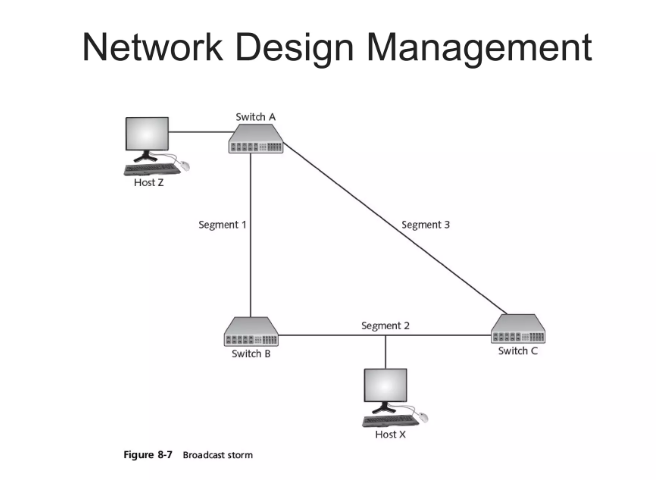 Network Design Management
Switch A
Host Z
Segment 1
Segment 3
Segment 2
Switch B
Switch C
Host X
Figure 8-7 Broadcast storm